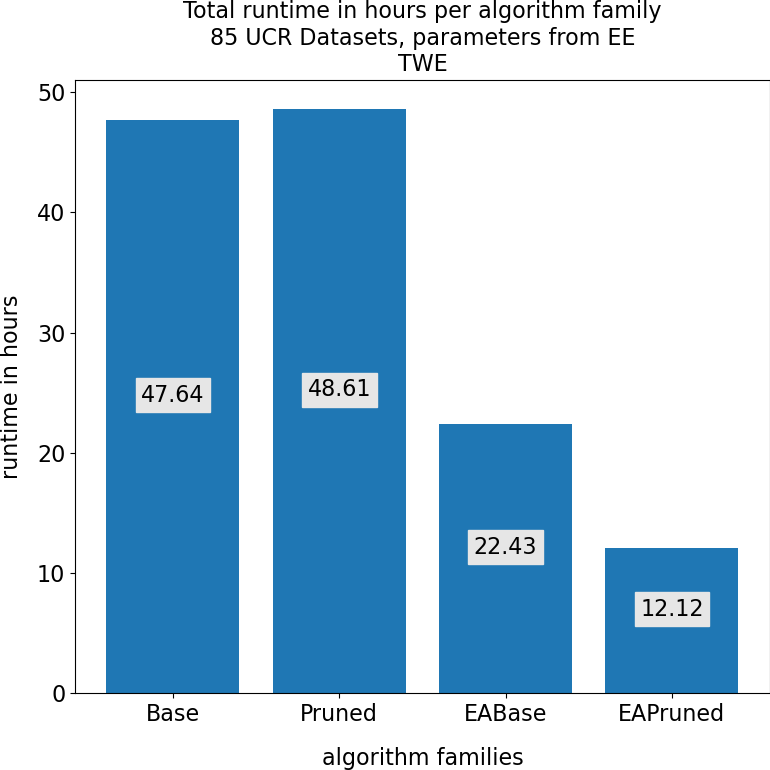 Total runtime in hours per algorithm family
85 UCR Datasets, parameters from EE
TWE
50
40
30
20
10
0
runtime in hours
47.64
48.61
22.43
12.12
Base
Pruned
EABase
EAPruned
algorithm families